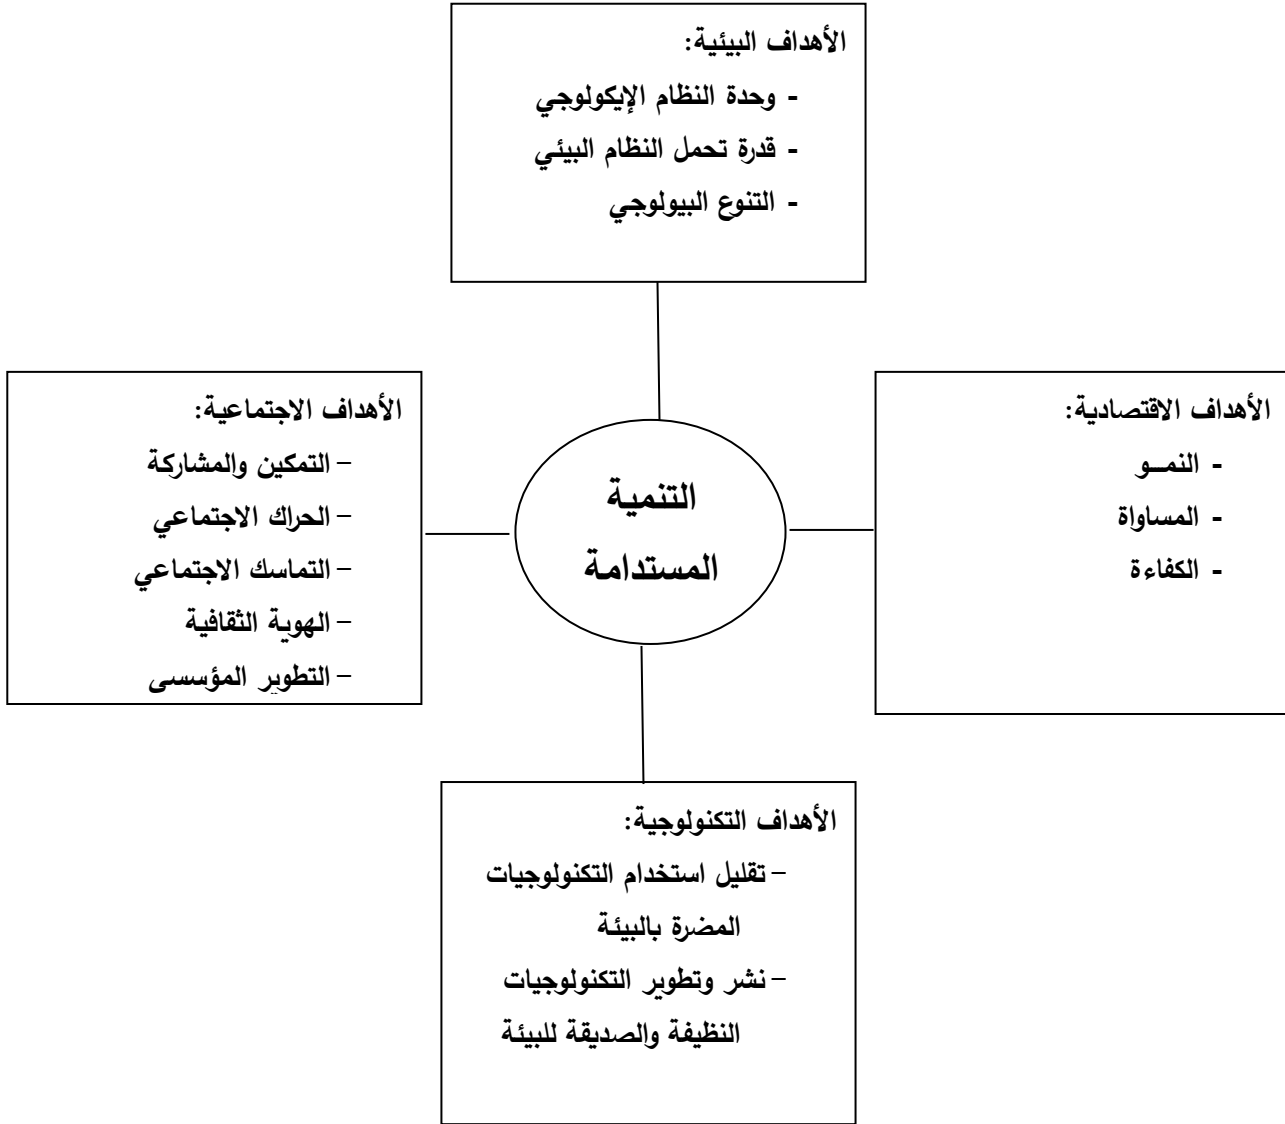 الأهداف البيئية:
- وحدة النظام الإيكولوجي
- قدرة تحمل النظام البيئي
- التنوع البيولوجي
الأهداف الاقتصادية:
- النمــو
- المساواة
- الكفاءة
التنمية
المستدامة
الأهداف الاجتماعية:
– التمكين والمشاركة
– الحراك الاجتماعي
– التماسك الاجتماعي
– الهوية الثقافية
– التطوير المؤسسي
الأهداف التكنولوجية:
– تقليل استخدام التكنولوجيات
المضرة بالبيئة
– نشر وتطوير التكنولوجيات
النظيفة والصديقة للبيئة